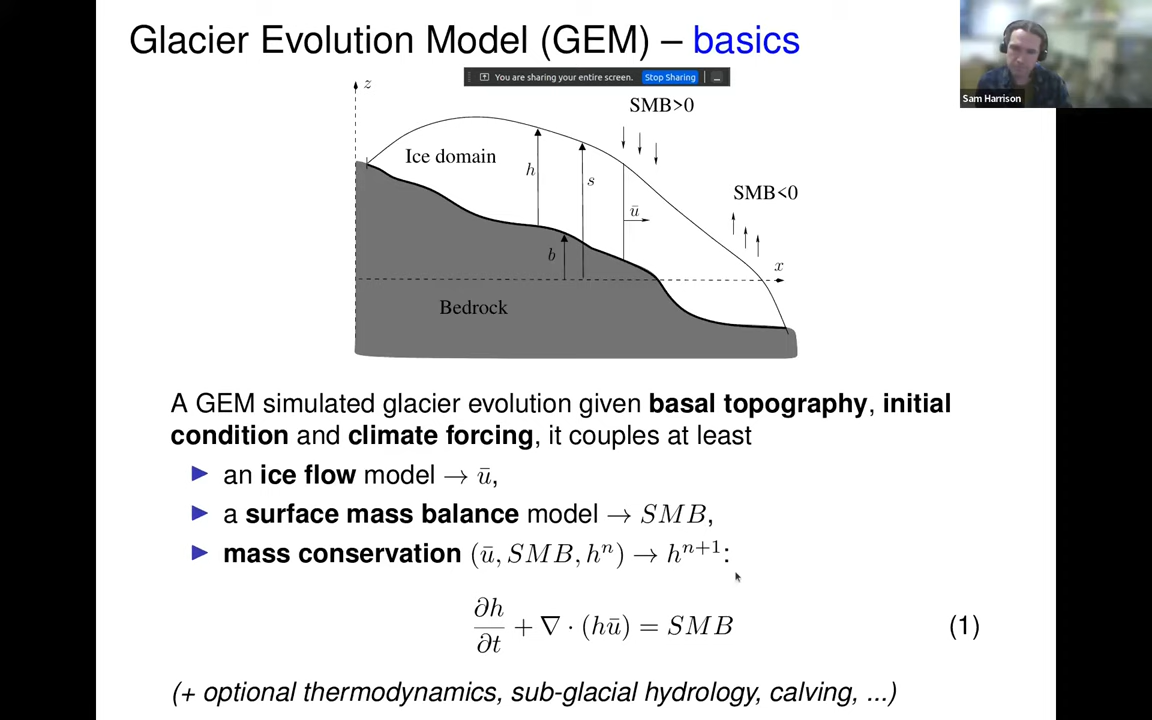 Glacier Evolution Model (GEM) – basics
You are sharing your entire screen. Stop Sharing
Sam Harrison
z
SMB>0
Ice domain
h
s
SMB<0
ū
b
x
Bedrock
A GEM simulated glacier evolution given basal topography, initial
condition and climate forcing, it couples at least
▶ an ice flow model → ū,
▶ a surface mass balance model → SMB,
▶ mass conservation (ū, SMB, hⁿ) → hⁿ⁺¹:
∂h/∂t + ∇ · (hū) = SMB (1)
(+ optional thermodynamics, sub-glacial hydrology, calving, ...)